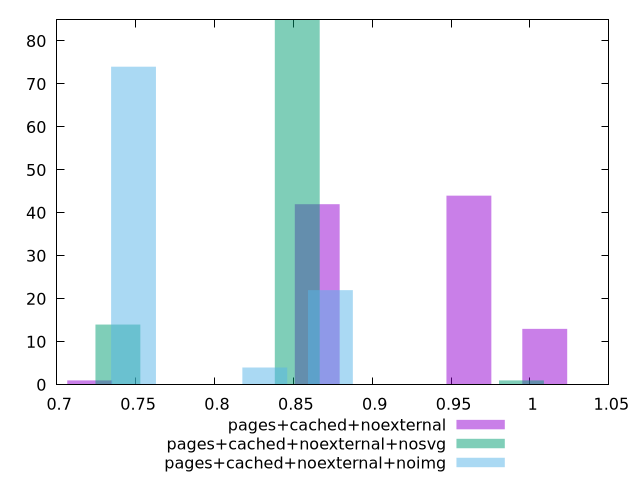 80
70
60
50
40
30
20
10
0
0.7 0.75 0.8 0.85 0.9 0.95 1 1.05
pages+cached+noexternal
pages+cached+noexternal+nosvg
pages+cached+noexternal+noimg